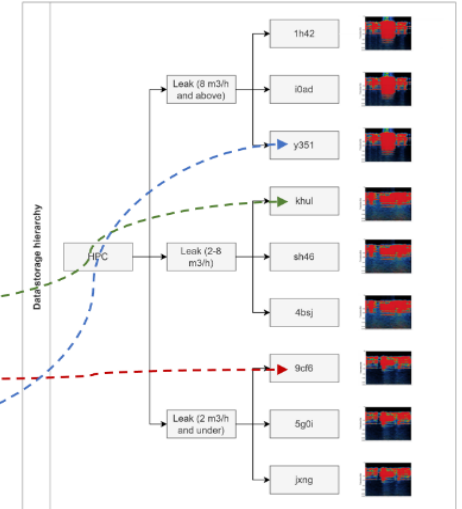 Data storage hierarchy
HPC
Leak (8 m3/h
and above)
1h42
i0ad
y351
Leak (2-8
m3/h)
khul
sh46
4bsj
Leak (2 m3/h
and under)
9cf6
5g0i
jxng